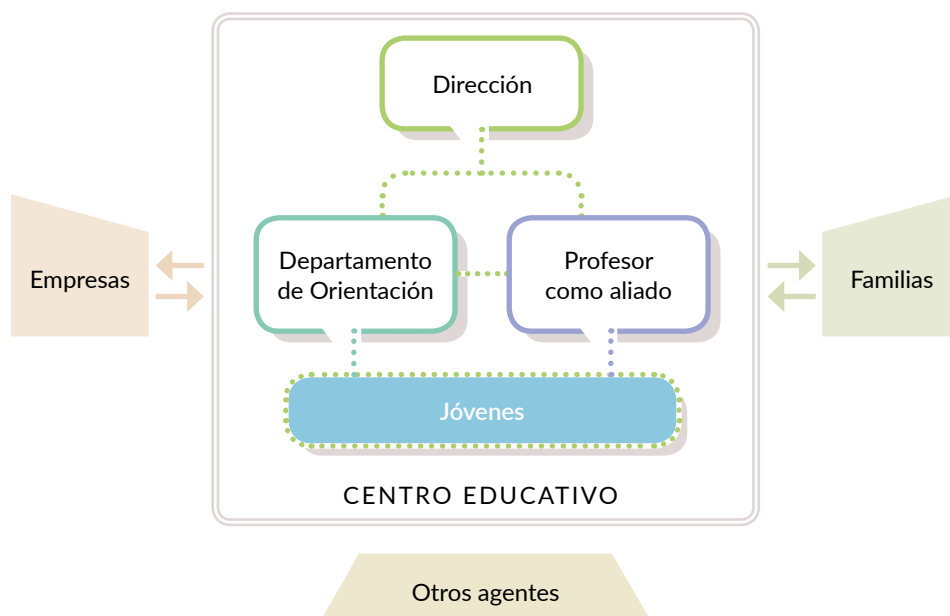 Dirección
Empresas
Departamento
de Orientación
Profesor
como aliado
Familias
Jóvenes
CENTRO EDUCATIVO
Otros agentes